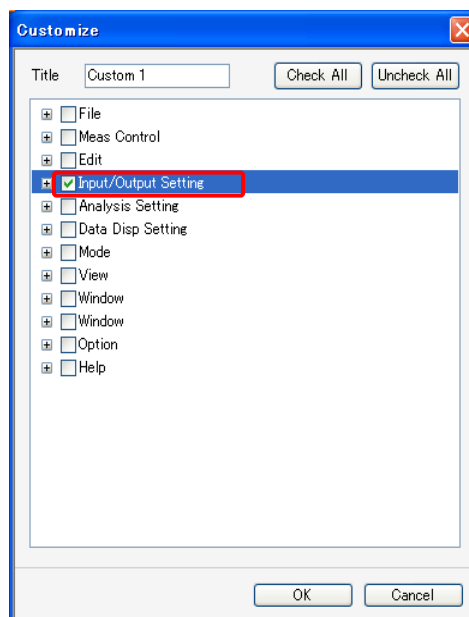 Customize
Title Custom 1 Check All Uncheck All
File
Meas Control
Edit
Input/Output Setting
Analysis Setting
Data Disp Setting
Mode
View
Window
Window
Option
Help
OK Cancel